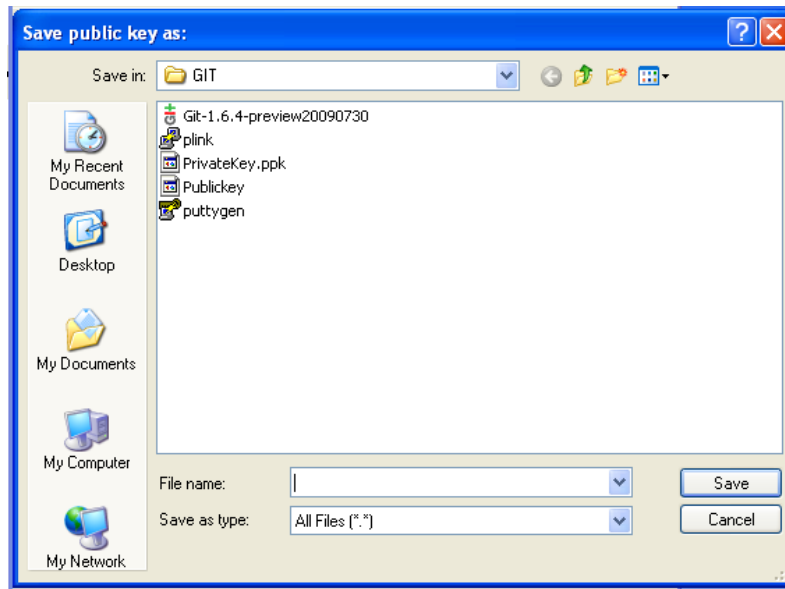 Save public key as:
Save in:
GIT
Git-1.6.4-preview20090730
plink
PrivateKey.ppk
Publickey
puttygen
My Recent
Documents
Desktop
My Documents
My Computer
My Network
File name:
Save
Save as type:
All Files (*.*)
Cancel